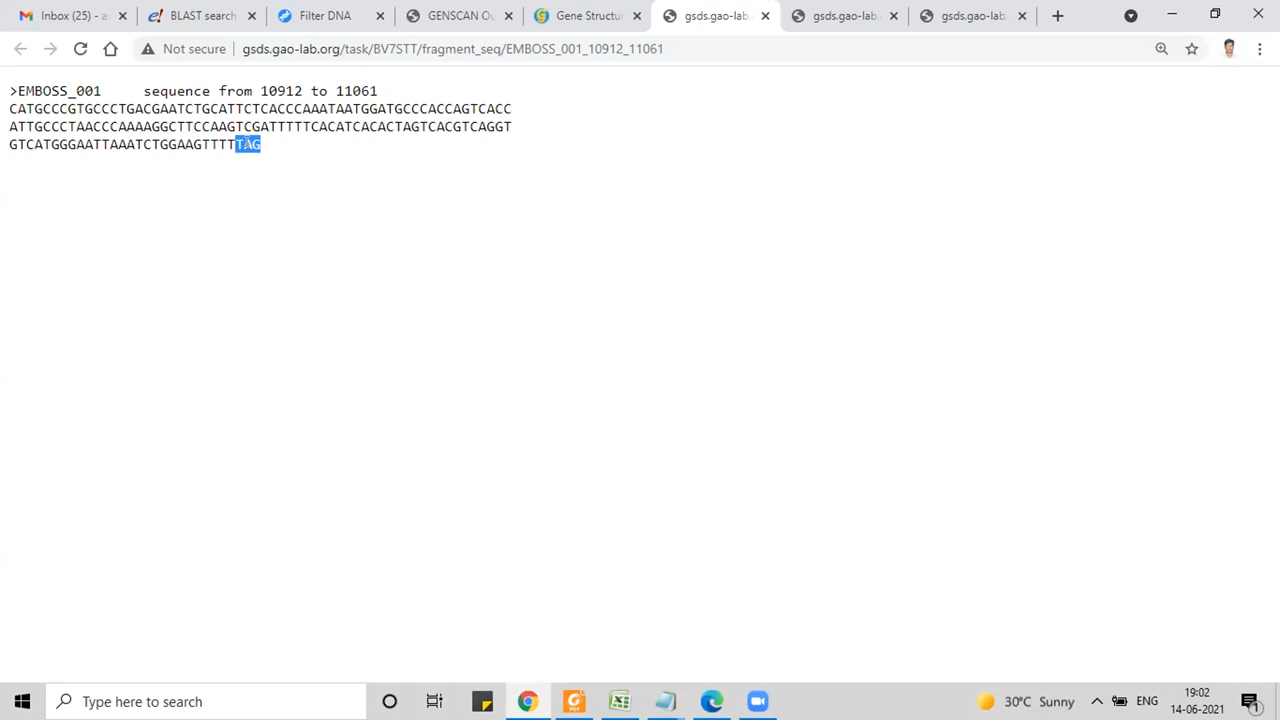 Inbox (25) - a
BLAST search
Filter DNA
GENSCAN Ou
Gene Structu
gsds.gao-lab.
gsds.gao-lab.
gsds.gao-lab.
Not secure
gsds.gao-lab.org/task/BV7STT/fragment_seq/EMBOSS_001_10912_11061
>EMBOSS_001 sequence from 10912 to 11061
CATGCCCGTGCCCTGACGAATCTGCATTCTCACCCAAATAATGGATGCCCACCAGTCACC
ATTGCCCTAACCCAAAAGGCTTCCAAGTCGATTTTTCACATCACACTAGTCACGTCAGGT
GTCATGGGAATTAAATCTGGAAGTTTTTAG
Type here to search
30°C Sunny
ENG
19:02
14-06-2021
1